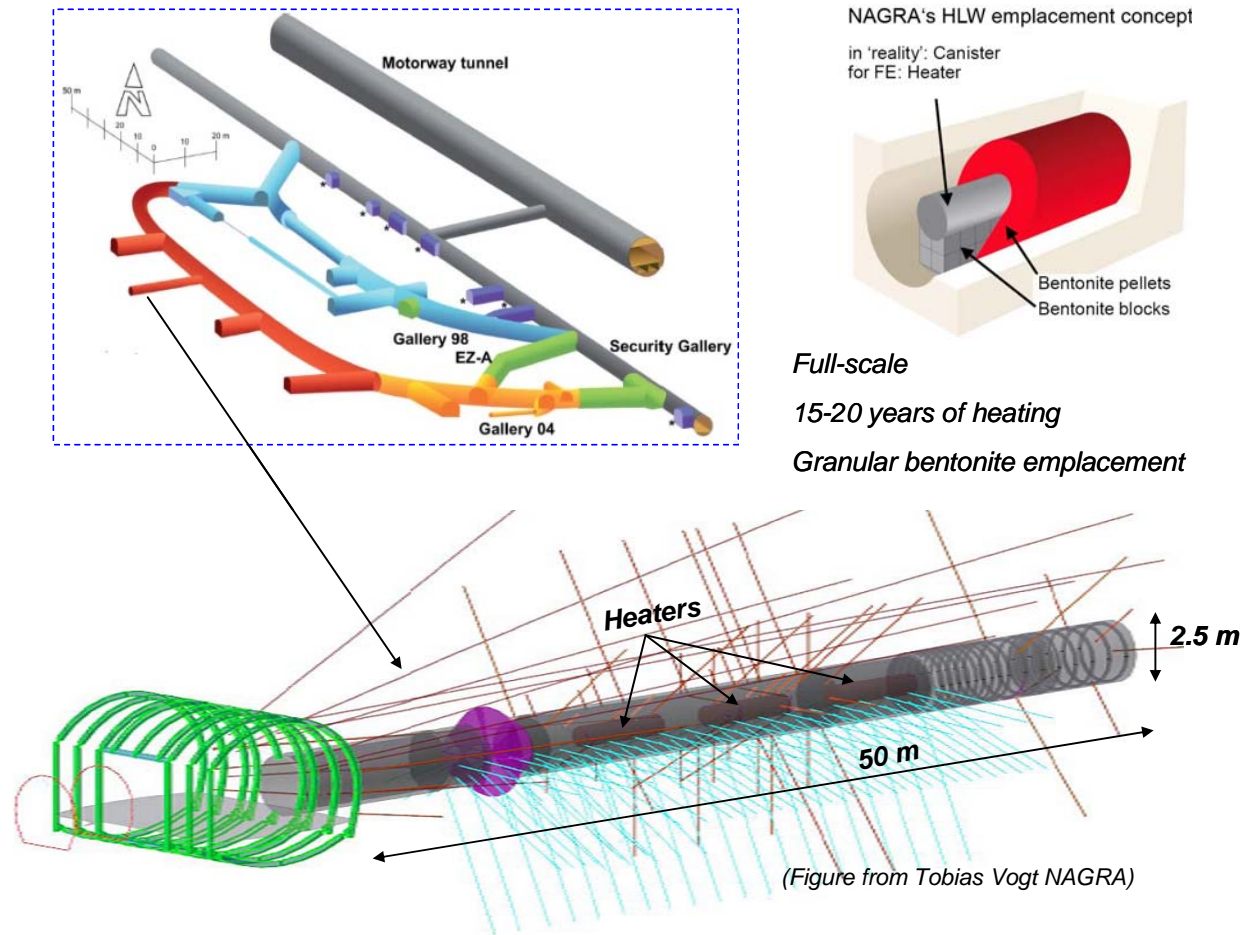 Motorway tunnel
N
50 m
20
10
0
10
20 m
Gallery 98
EZ-A
Security Gallery
Gallery 04
*
*
*
*
*
*
*
NAGRA's HLW emplacement concept
in 'reality': Canister
for FE: Heater
Bentonite pellets
Bentonite blocks
Full-scale
15-20 years of heating
Granular bentonite emplacement
Heaters
2.5 m
50 m
(Figure from Tobias Vogt NAGRA)